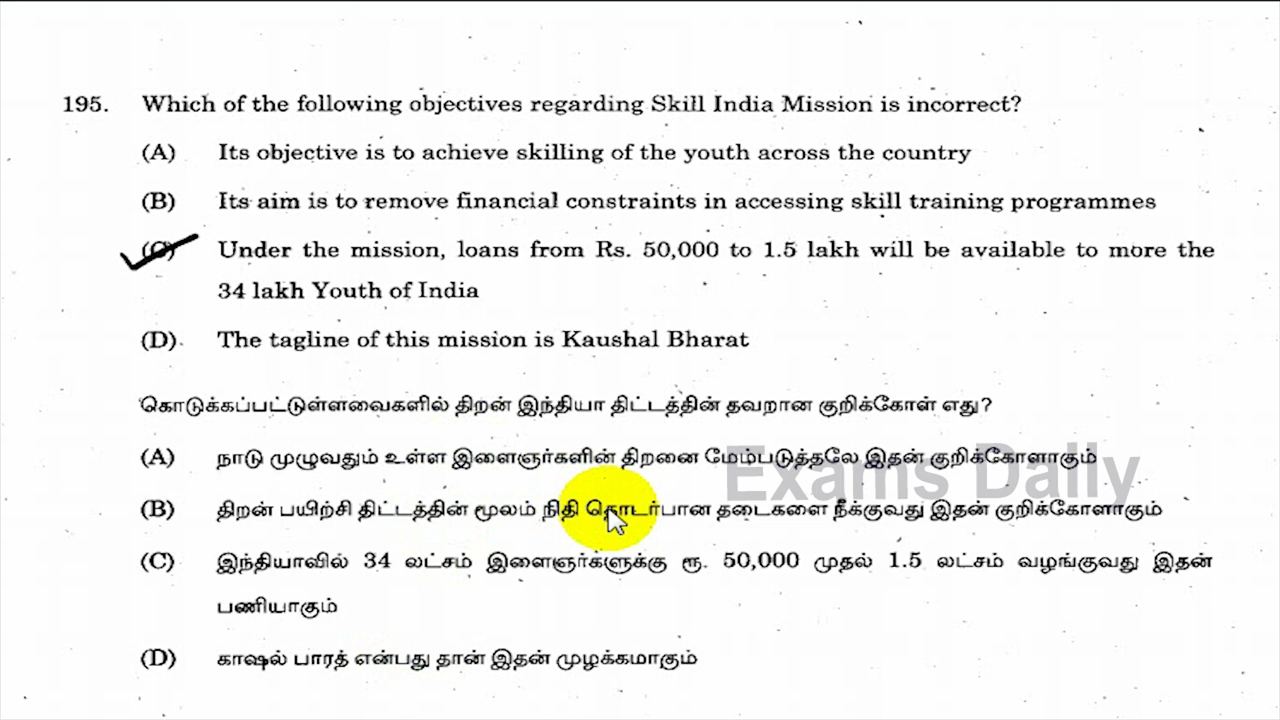 195. Which of the following objectives regarding Skill India Mission is incorrect?
(A) Its objective is to achieve skilling of the youth across the country
(B) Its aim is to remove financial constraints in accessing skill training programmes
(C) Under the mission, loans from Rs. 50,000 to 1.5 lakh will be available to more the
34 lakh Youth of India
(D) The tagline of this mission is Kaushal Bharat
கொடுக்கப்பட்டுள்ளவைகளில் திறன் இந்தியா திட்டத்தின் தவறான குறிக்கோள் எது?
(A) நாடு முழுவதும் உள்ள இளைஞர்களின் திறனை மேம்படுத்தலே இதன் குறிக்கோளாகும்
Exams Daily
(B) திறன் பயிற்சி திட்டத்தின் மூலம் நிதி தொடர்பான தடைகளை நீக்குவது இதன் குறிக்கோளாகும்
(C) இந்தியாவில் 34 லட்சம் இளைஞர்களுக்கு ரூ. 50,000 முதல் 1.5 லட்சம் வழங்குவது இதன்
பணியாகும்
(D) காஷல் பாரத் என்பது தான் இதன் முழக்கமாகும்